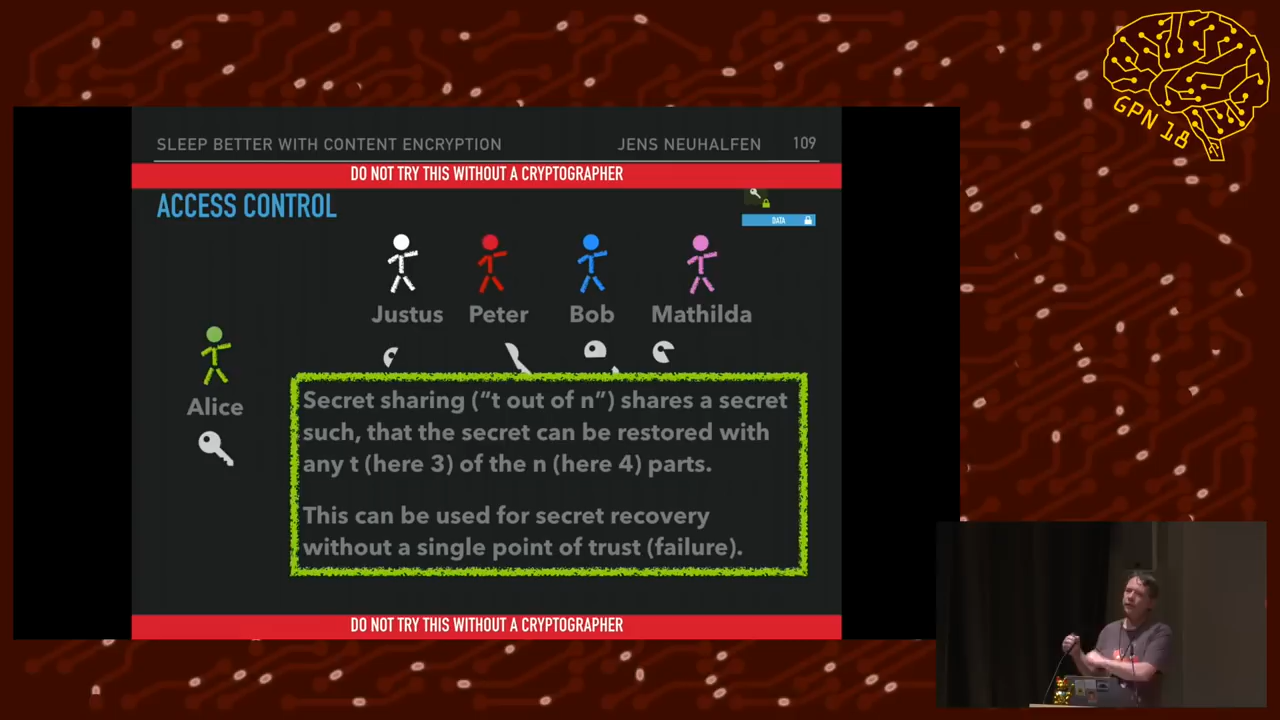 GPN 18
SLEEP BETTER WITH CONTENT ENCRYPTION
JENS NEUHALFEN
109
DO NOT TRY THIS WITHOUT A CRYPTOGRAPHER
ACCESS CONTROL
DATA
Justus Peter Bob Mathilda
Alice
Secret sharing (“t out of n”) shares a secret
such, that the secret can be restored with
any t (here 3) of the n (here 4) parts.
This can be used for secret recovery
without a single point of trust (failure).
DO NOT TRY THIS WITHOUT A CRYPTOGRAPHER